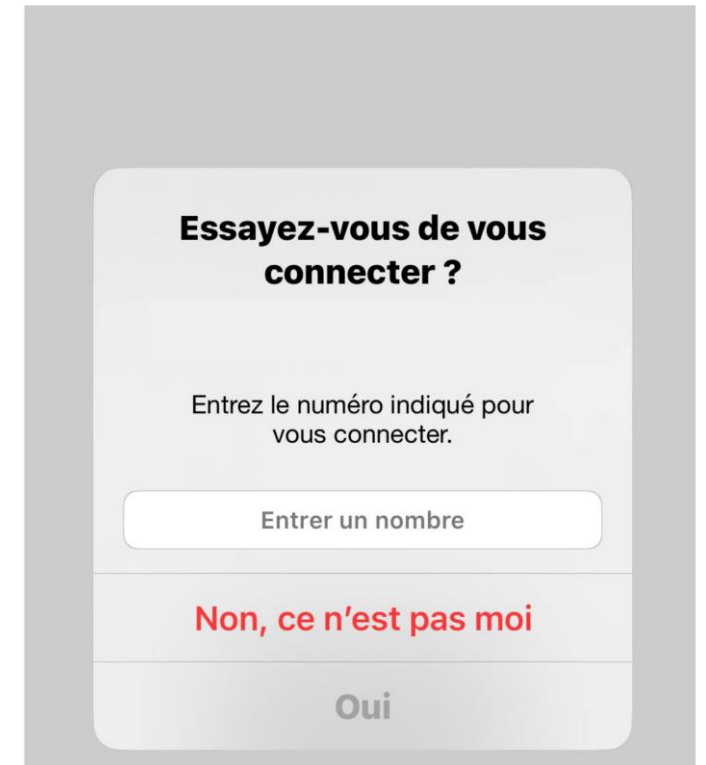 Essayez-vous de vous
connecter ?
Entrez le numéro indiqué pour
vous connecter.
Entrer un nombre
Non, ce n’est pas moi
Oui